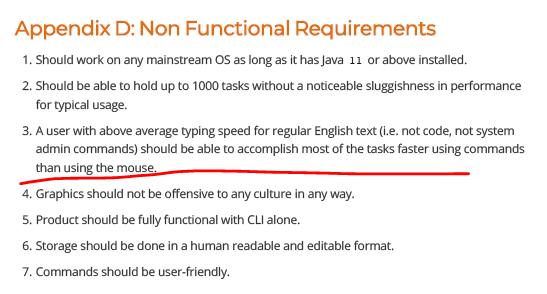 Appendix D: Non Functional Requirements
1. Should work on any mainstream OS as long as it has Java 11 or above installed.
2. Should be able to hold up to 1000 tasks without a noticeable sluggishness in performance
for typical usage.
3. A user with above average typing speed for regular English text (i.e. not code, not system
admin commands) should be able to accomplish most of the tasks faster using commands
than using the mouse.
4. Graphics should not be offensive to any culture in any way.
5. Product should be fully functional with CLI alone.
6. Storage should be done in a human readable and editable format.
7. Commands should be user-friendly.